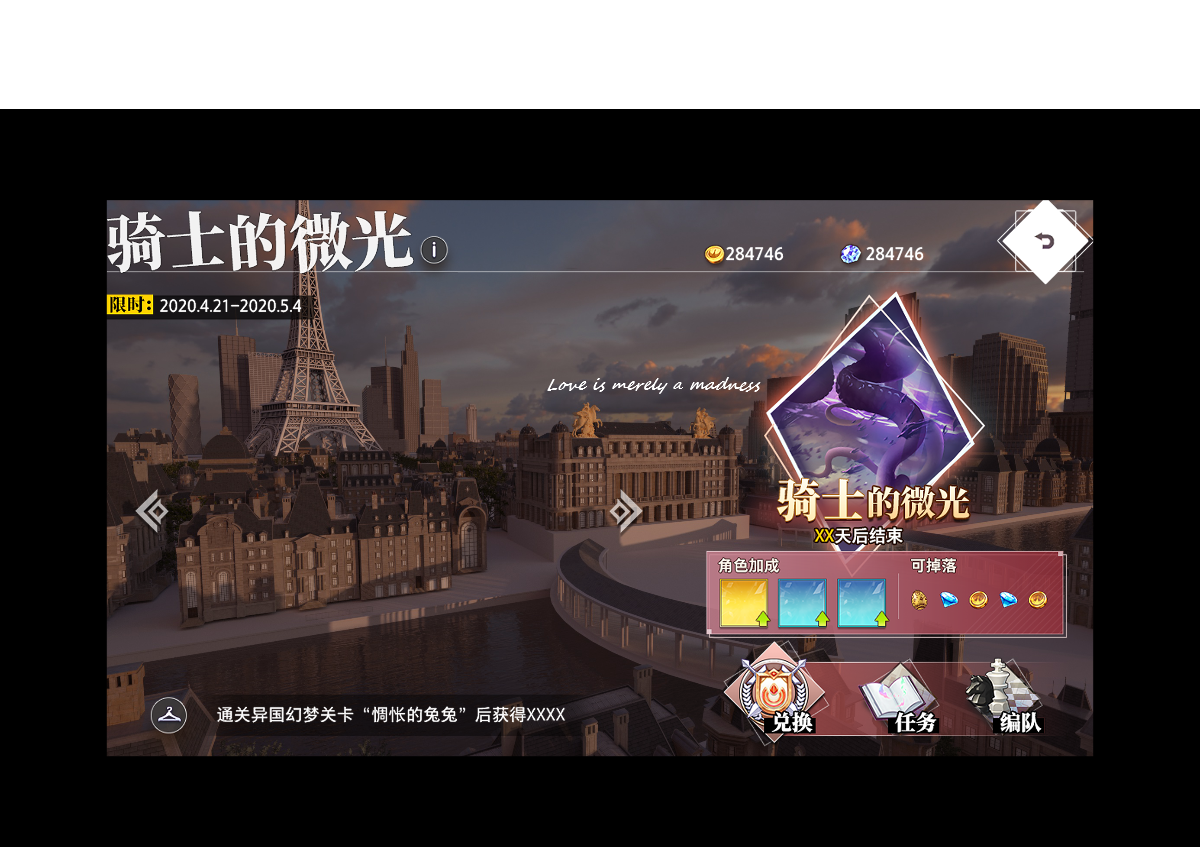 骑士的微光
i
284746
284746
限时：
2020.4.21-2020.5.4
Love is merely a madness
骑士的微光
XX天后结束
角色加成
可掉落
通关异国幻梦关卡“惆怅的兔兔”后获得XXXX
兑换
任务
编队